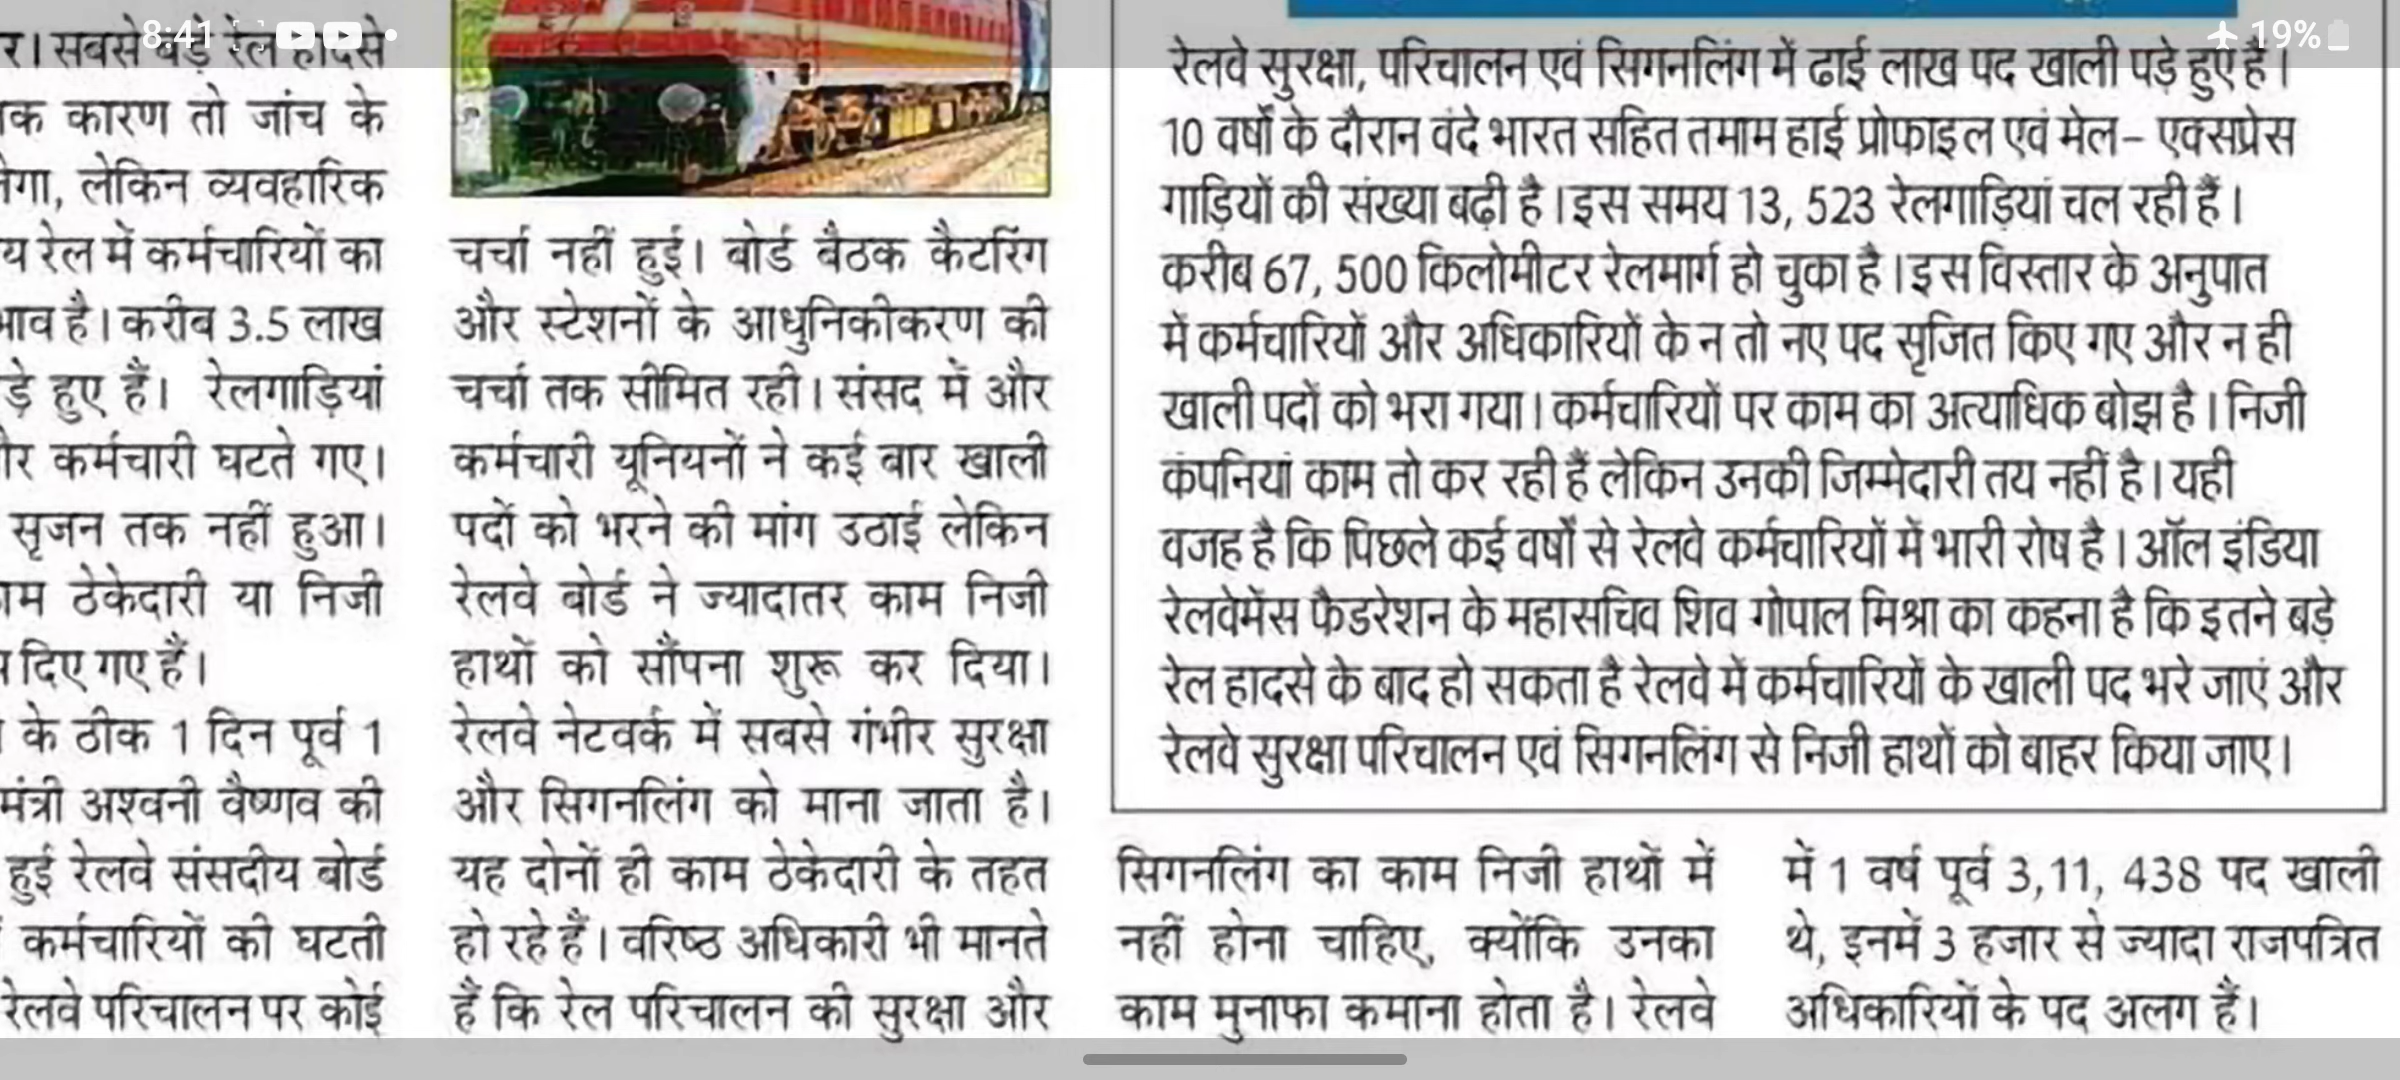 8:41
19%
र। सबसे बड़े रेल हादसे
कारण तो जांच के
लेकिन व्यवहारिक
रेल में कर्मचारियों का
है। करीब 3.5 लाख
हुए हैं। रेलगाड़ियां
कर्मचारी घटते गए।
सृजन तक नहीं हुआ।
ठेकेदारी या निजी
दिए गए हैं।
के ठीक 1 दिन पूर्व 1
मंत्री अश्वनी वैष्णव की
हुई रेलवे संसदीय बोर्ड
कर्मचारियों की घटती
रेलवे परिचालन पर कोई
चर्चा नहीं हुई। बोर्ड बैठक कैटरिंग
और स्टेशनों के आधुनिकीकरण की
चर्चा तक सीमित रही। संसद में और
कर्मचारी यूनियनों ने कई बार खाली
पदों को भरने की मांग उठाई लेकिन
रेलवे बोर्ड ने ज्यादातर काम निजी
हाथों को सौंपना शुरू कर दिया।
रेलवे नेटवर्क में सबसे गंभीर सुरक्षा
और सिगनलिंग को माना जाता है।
यह दोनों ही काम ठेकेदारी के तहत
हो रहे हैं। वरिष्ठ अधिकारी भी मानते
हैं कि रेल परिचालन की सुरक्षा और
रेलवे सुरक्षा, परिचालन एवं सिगनलिंग में ढाई लाख पद खाली पड़े हुए हैं।
10 वर्षों के दौरान वंदे भारत सहित तमाम हाई प्रोफाइल एवं मेल- एक्सप्रेस
गाड़ियों की संख्या बढ़ी है। इस समय 13, 523 रेलगाड़ियां चल रही हैं।
करीब 67, 500 किलोमीटर रेलमार्ग हो चुका है। इस विस्तार के अनुपात
में कर्मचारियों और अधिकारियों के न तो नए पद सृजित किए गए और न ही
खाली पदों को भरा गया। कर्मचारियों पर काम का अत्याधिक बोझ है। निजी
कंपनियां काम तो कर रही हैं लेकिन उनकी जिम्मेदारी तय नहीं है। यही
वजह है कि पिछले कई वर्षों से रेलवे कर्मचारियों में भारी रोष है। ऑल इंडिया
रेलवेमेंस फैडरेशन के महासचिव शिव गोपाल मिश्रा का कहना है कि इतने बड़े
रेल हादसे के बाद हो सकता है रेलवे में कर्मचारियों के खाली पद भरे जाएं और
रेलवे सुरक्षा परिचालन एवं सिगनलिंग से निजी हाथों को बाहर किया जाए।
सिगनलिंग का काम निजी हाथों में
नहीं होना चाहिए, क्योंकि उनका
काम मुनाफा कमाना होता है। रेलवे
में 1 वर्ष पूर्व 3,11, 438 पद खाली
थे, इनमें 3 हजार से ज्यादा राजपत्रित
अधिकारियों के पद अलग हैं।